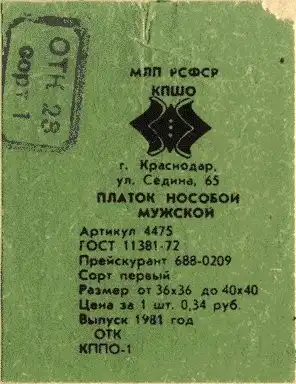 ОТН 28
сорт 1
МЛП РСФСР
КПШО
г. Краснодар,
ул. Седина, 65
ПЛАТОК НОСОВОЙ
МУЖСКОЙ
Артикул 4475
ГОСТ 11381-72
Прейскурант 688-0209
Сорт первый
Размер от 36х36 до 40х40
Цена за 1 шт. 0,34 руб.
Выпуск 1981 год
ОТК
КППО-1